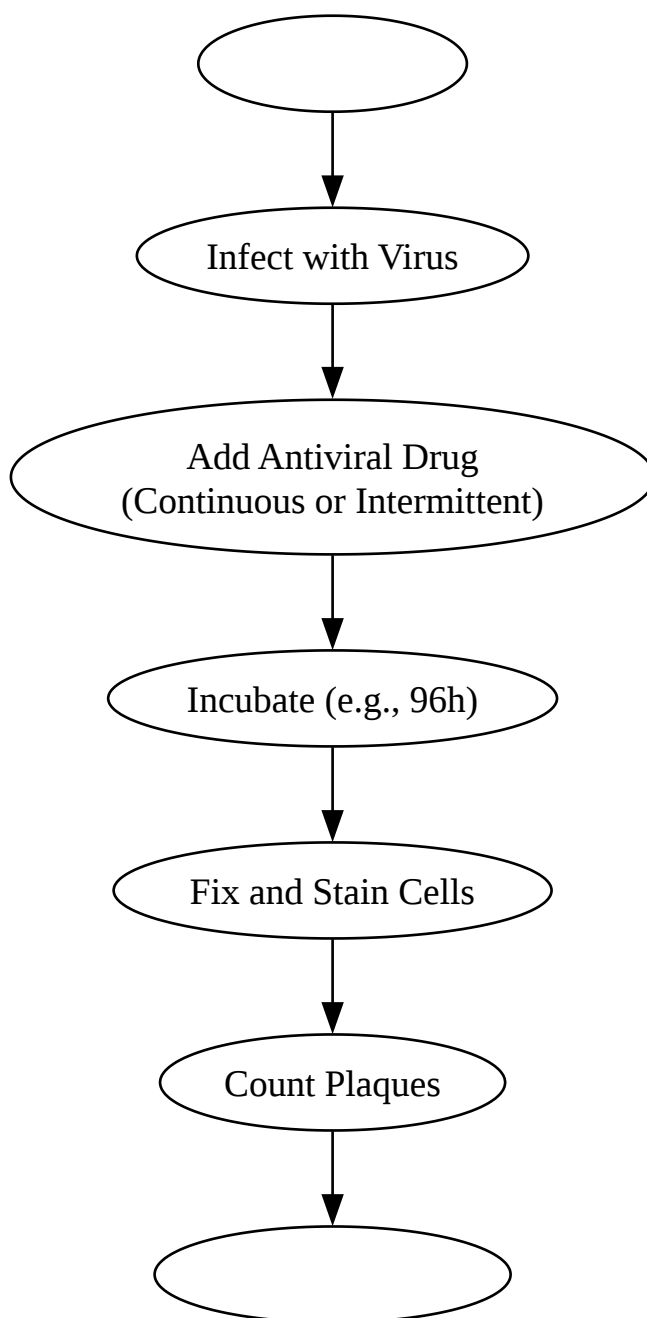 Infect with Virus
Add Antiviral Drug
(Continuous or Intermittent)
Incubate (e.g., 96h)
Fix and Stain Cells
Count Plaques